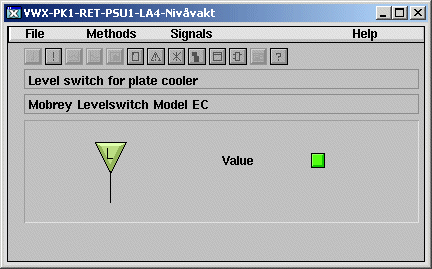 VWX-PK1-RET-PSU1-LA4-Nivåvakt
File Methods Signals Help
! ?
Level switch for plate cooler
Mobrey Levelswitch Model EC
L
Value